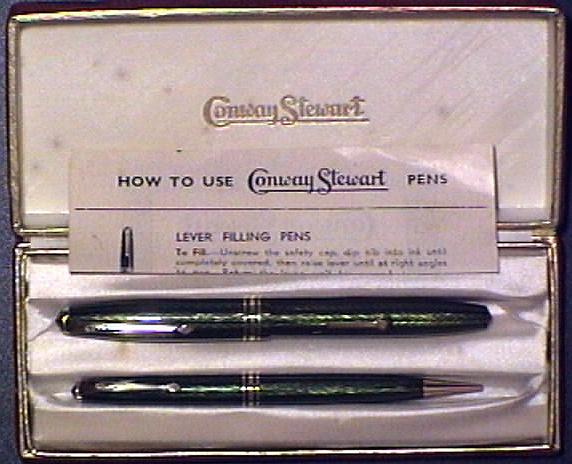 Conway Stewart
HOW TO USE Conway Stewart PENS
LEVER FILLING PENS
To Fill.—Unscrew the safety cap, dip nib into ink until
completely covered, then raise lever until at right angles